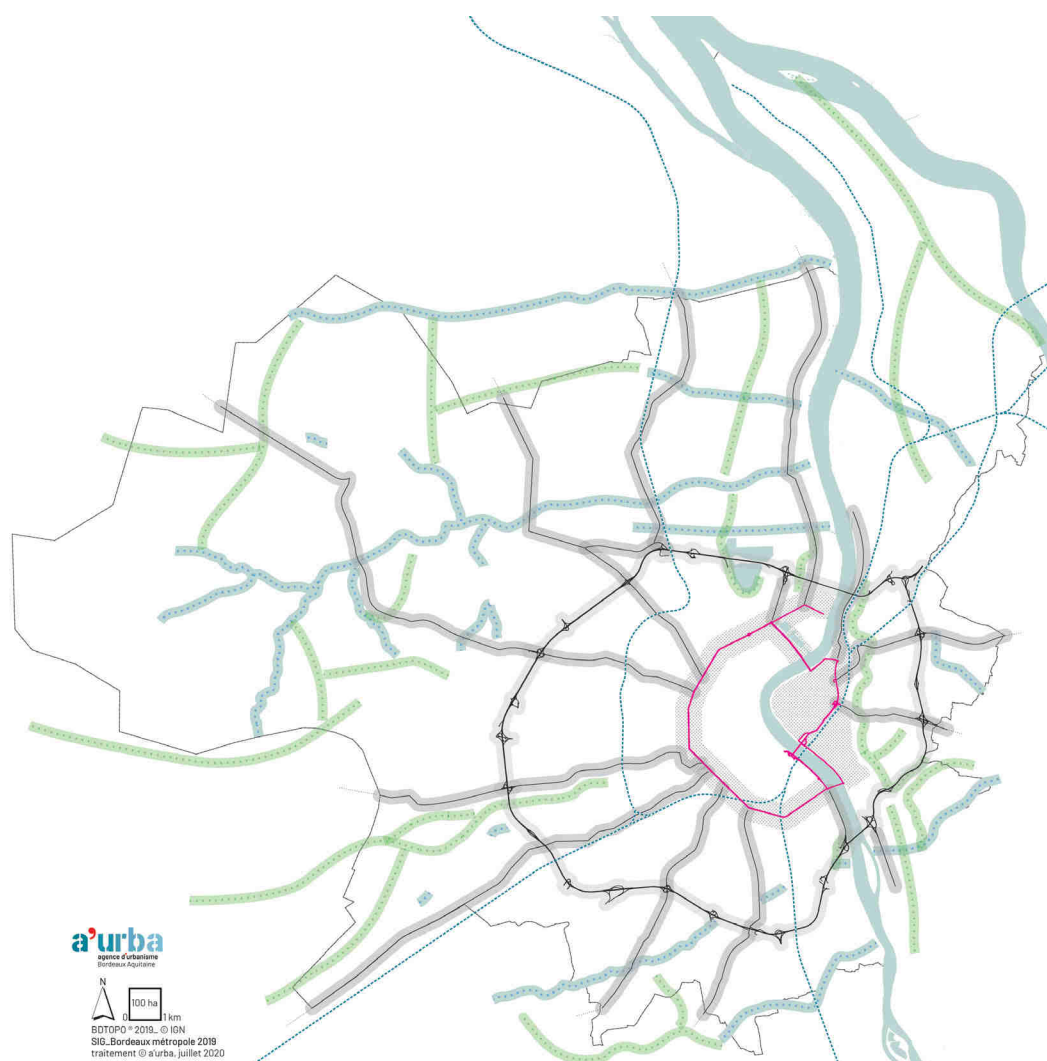 a'urba
agence d'urbanisme
Bordeaux Aquitaine
N
100 ha
0 1 km
BDTOPO ® 2019_ © IGN
SIG_Bordeaux métropole 2019
traitement © a'urba, juillet 2020